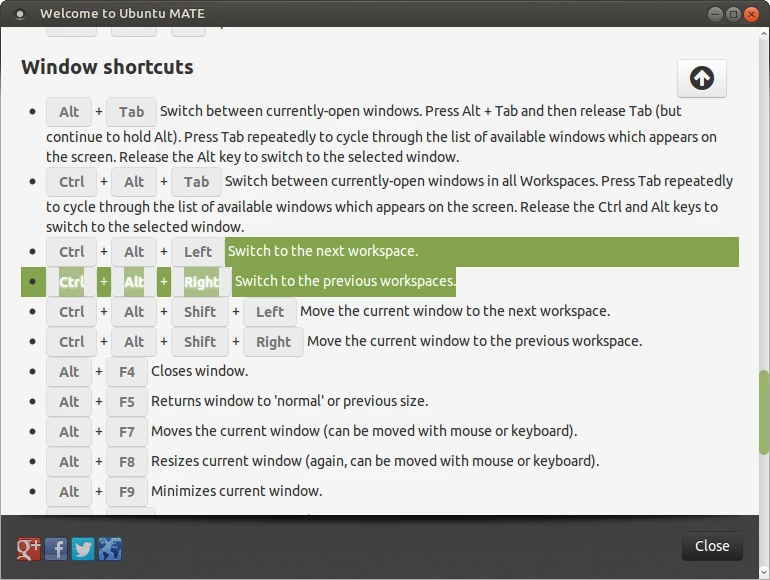 Welcome to Ubuntu MATE
Window shortcuts
Alt + Tab Switch between currently-open windows. Press Alt + Tab and then release Tab (but
continue to hold Alt). Press Tab repeatedly to cycle through the list of available windows which appears on
the screen. Release the Alt key to switch to the selected window.
Ctrl + Alt + Tab Switch between currently-open windows in all Workspaces. Press Tab repeatedly
to cycle through the list of available windows which appears on the screen. Release the Ctrl and Alt keys to
switch to the selected window.
Ctrl + Alt + Left Switch to the next workspace.
Ctrl + Alt + Right Switch to the previous workspaces.
Ctrl + Alt + Shift + Left Move the current window to the next workspace.
Ctrl + Alt + Shift + Right Move the current window to the previous workspace.
Alt + F4 Closes window.
Alt + F5 Returns window to 'normal' or previous size.
Alt + F7 Moves the current window (can be moved with mouse or keyboard).
Alt + F8 Resizes current window (again, can be moved with mouse or keyboard).
Alt + F9 Minimizes current window.
g+ f
Close